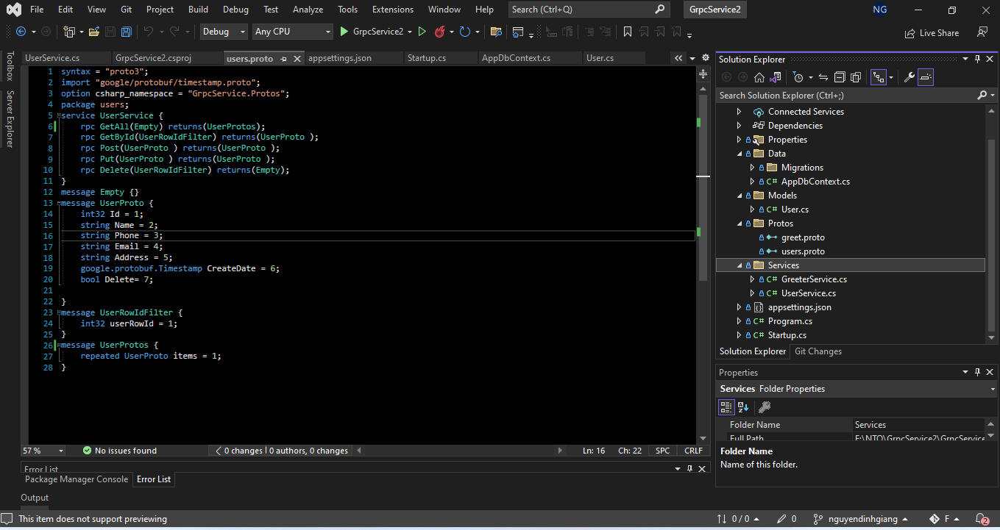 File Edit View Git Project Build Debug Test Analyze Tools Extensions Window Help Search (Ctrl+Q) GrpcService2 NG
Debug Any CPU GrpcService2 Live Share
Toolbox
Server Explorer
UserService.cs GrpcService2.csproj users.proto appsettings.json Startup.cs AppDbContext.cs User.cs
1 syntax = "proto3";
2 import "google/protobuf/timestamp.proto";
3 option csharp_namespace = "GrpcService.Protos";
4 package users;
5 service UserService {
6 rpc GetAll(Empty) returns(UserProtos);
7 rpc GetById(UserRowIdFilter) returns(UserProto );
8 rpc Post(UserProto ) returns(UserProto );
9 rpc Put(UserProto ) returns(UserProto );
10 rpc Delete(UserRowIdFilter) returns(Empty);
11 }
12 message Empty {}
13 message UserProto {
14 int32 Id = 1;
15 string Name = 2;
16 string Phone = 3;
17 string Email = 4;
18 string Address = 5;
19 google.protobuf.Timestamp CreateDate = 6;
20 bool Delete= 7;
21
22 }
23 message UserRowIdFilter {
24 int32 userRowId = 1;
25 }
26 message UserProtos {
27 repeated UserProto items = 1;
28 }
57 % No issues found 0 changes | 0 authors, 0 changes Ln: 16 Ch: 22 SPC CRLF
Error List
Package Manager Console Error List
Output
Solution Explorer
Search Solution Explorer (Ctrl+;)
Connected Services
Dependencies
Properties
Data
Migrations
C# AppDbContext.cs
Models
C# User.cs
Protos
greet.proto
users.proto
Services
C# GreeterService.cs
C# UserService.cs
appsettings.json
C# Program.cs
C# Startup.cs
Solution Explorer Git Changes
Properties
Services Folder Properties
Folder Name Services
Full Path F:\NTQ\GrpcService2\GrpcService
Folder Name
Name of this folder.
This item does not support previewing 0 / 0 0 nguyendinhgiang F 2